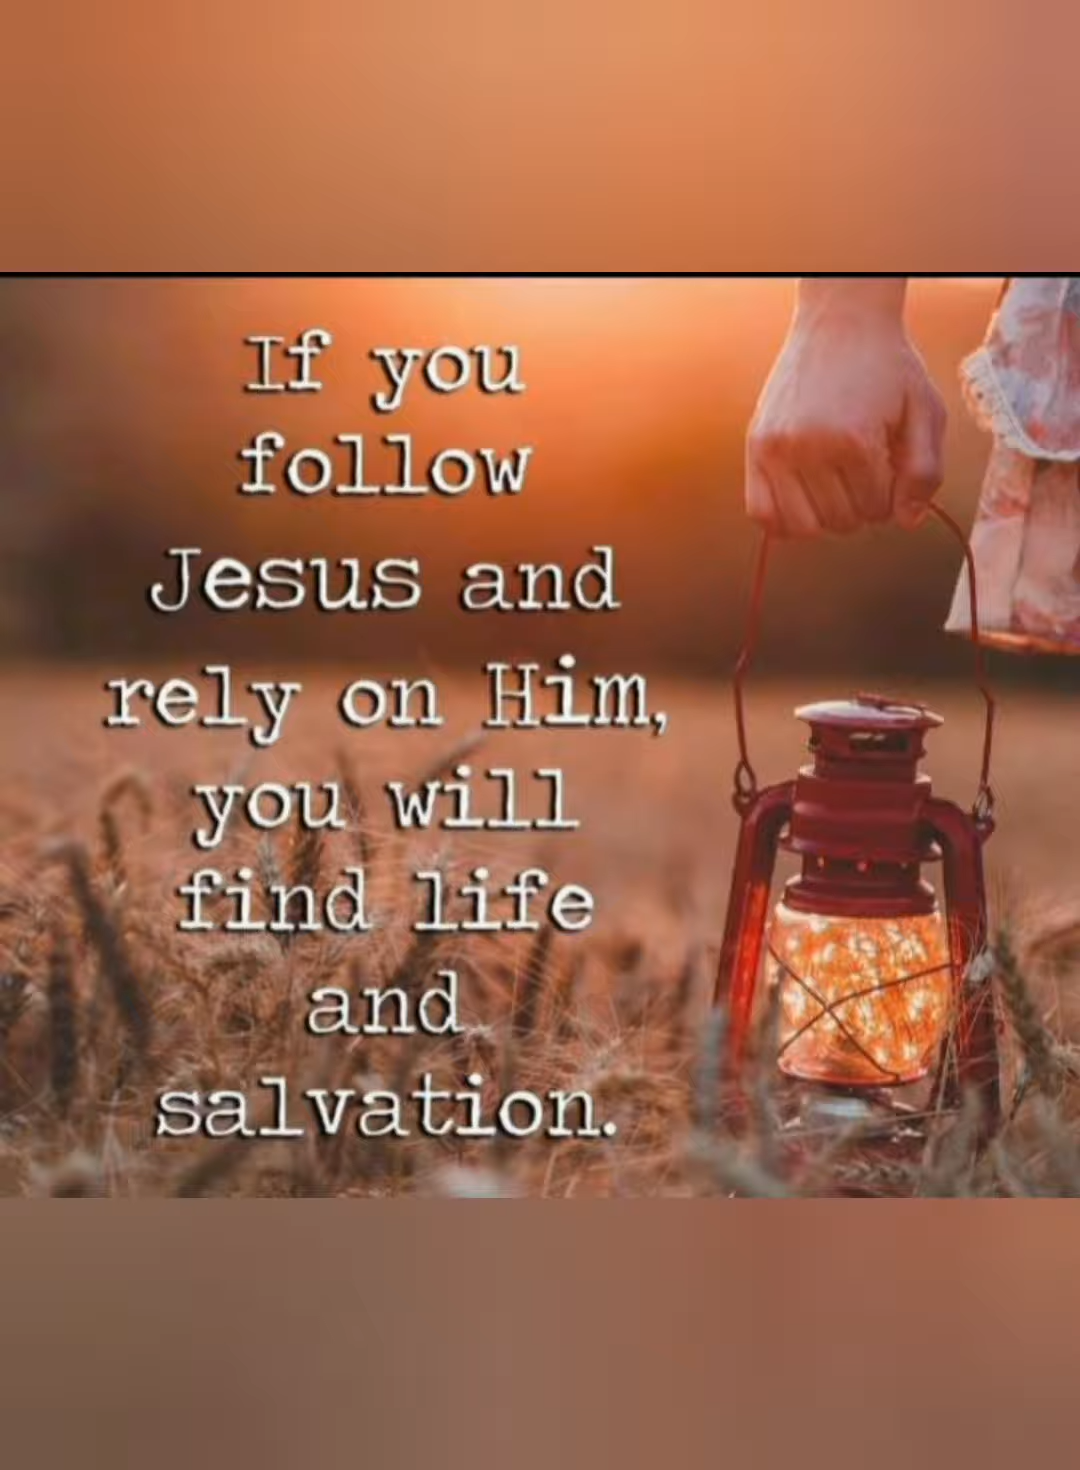 If you
follow
Jesus and
rely on Him,
you will
find life
and
salvation.